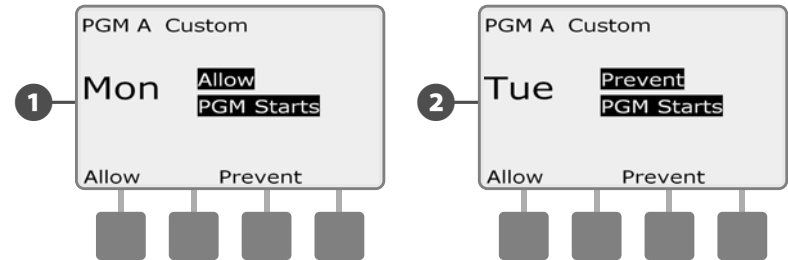 PGM A Custom
1
Mon
Allow
PGM Starts
Allow Prevent
PGM A Custom
2
Tue
Prevent
PGM Starts
Allow Prevent